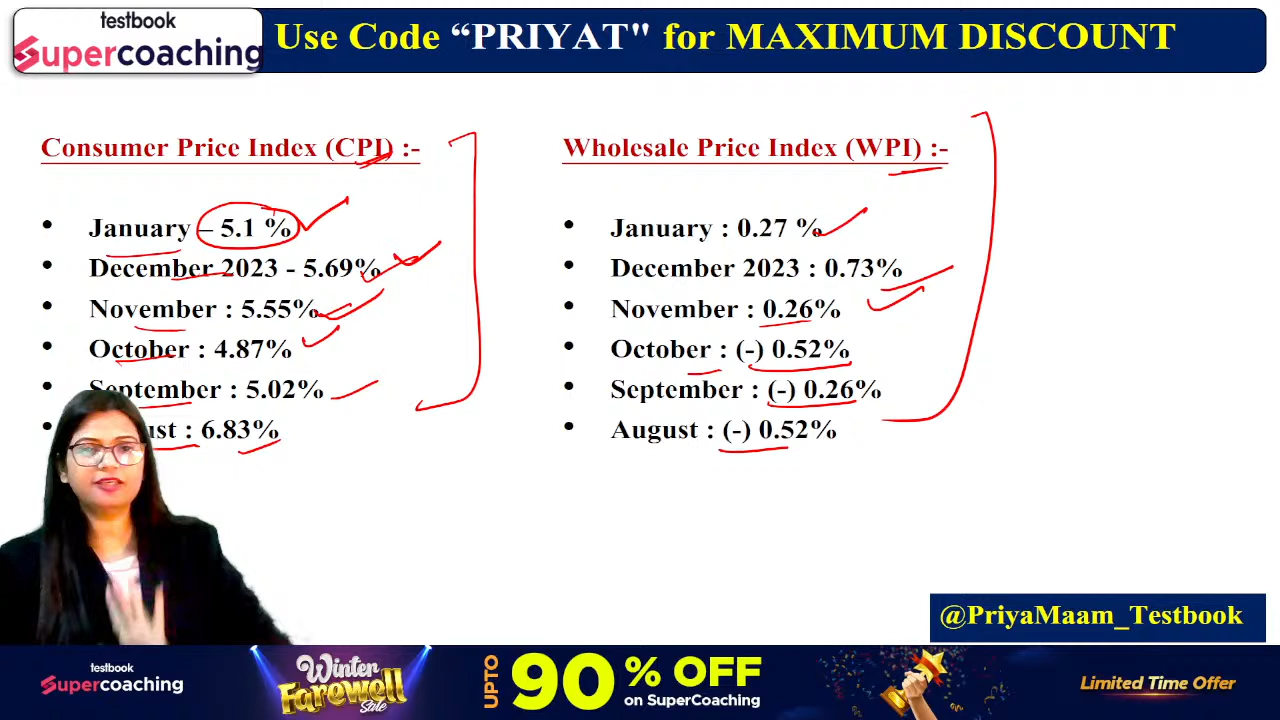 testbook
Supercoaching
Use Code “PRIYAT" for MAXIMUM DISCOUNT
Consumer Price Index (CPI) :-
• January – 5.1 %
• December 2023 - 5.69%
• November : 5.55%
• October : 4.87%
• September : 5.02%
: 6.83%
Wholesale Price Index (WPI) :-
• January : 0.27 %
• December 2023 : 0.73%
• November : 0.26%
• October : (-) 0.52%
• September : (-) 0.26%
• August : (-) 0.52%
@PriyaMaam_Testbook
testbook
Supercoaching
Winter
Farewell
Sale
UPTO 90% OFF
on SuperCoaching
Limited Time Offer